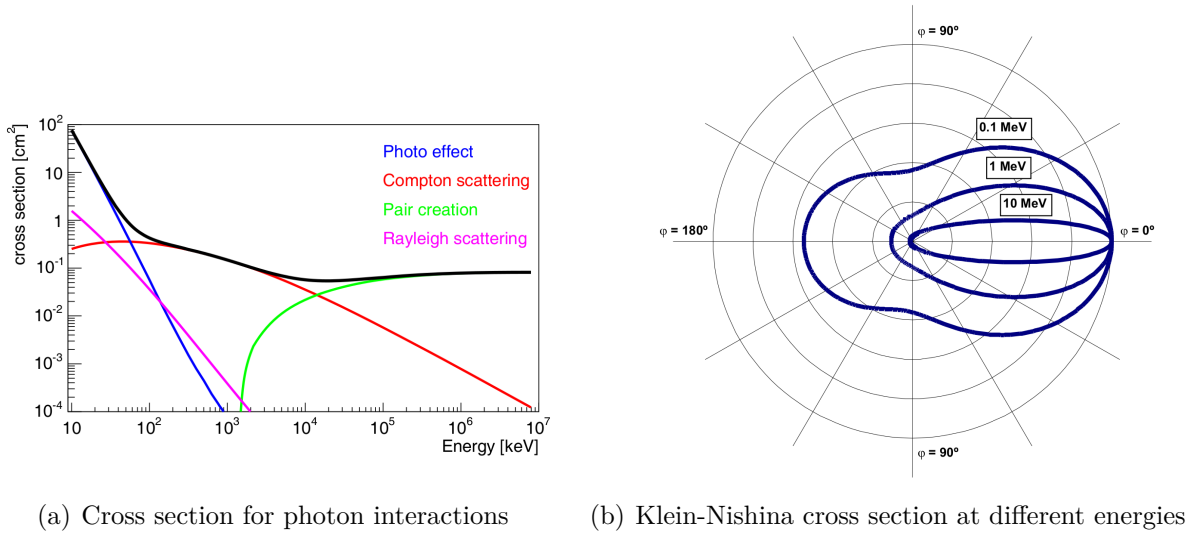 cross section [cm²]
10²
10
1
10⁻¹
10⁻²
10⁻³
10⁻⁴
10
10²
10³
10⁴
10⁵
10⁶
10⁷
Energy [keV]
Photo effect
Compton scattering
Pair creation
Rayleigh scattering
φ = 90º
0.1 MeV
1 MeV
10 MeV
φ = 180º
φ = 0º
φ = 90º
(a) Cross section for photon interactions
(b) Klein-Nishina cross section at different energies